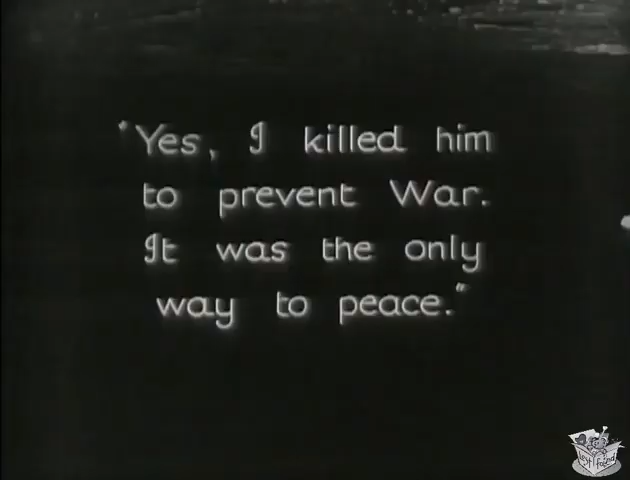 "Yes, I killed him
to prevent War.
It was the only
way to peace."